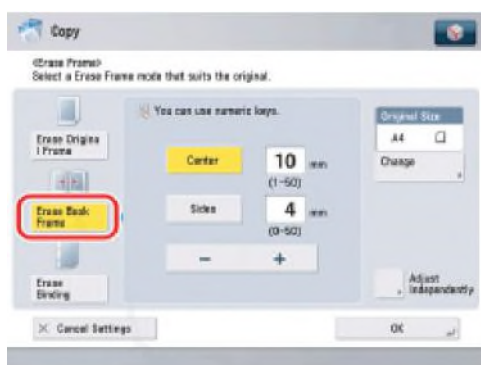 Copy
<Erase Frame>
Select a Erase Frame mode that suits the original.
You can use numeric keys.
Erase Origina
l Frame
Erase Book
Frame
Erase
Binding
Center
10 mm
(1-50)
Sides
4 mm
(0-50)
- +
Original Size
A4
Change
Adjust
Independently
× Cancel Settings
OK